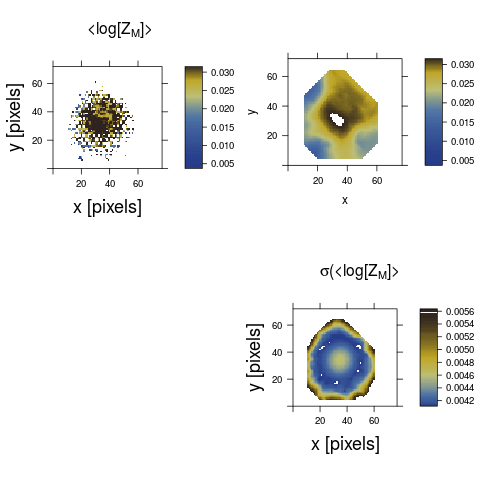 <log[Z_M]>
60
40
20
20 40 60
y [pixels]
x [pixels]
0.030
0.025
0.020
0.015
0.010
0.005
60
40
20
20 40 60
y
x
0.030
0.025
0.020
0.015
0.010
0.005
σ(<log[Z_M]>
60
40
20
20 40 60
y [pixels]
x [pixels]
0.0056
0.0054
0.0052
0.0050
0.0048
0.0046
0.0044
0.0042